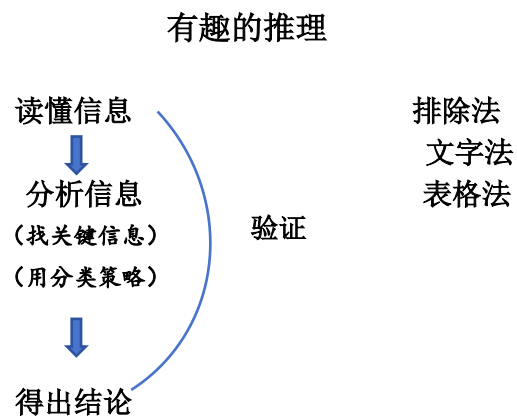 有趣的推理
读懂信息
分析信息
（找关键信息）
（用分类策略）
得出结论
验证
排除法
文字法
表格法